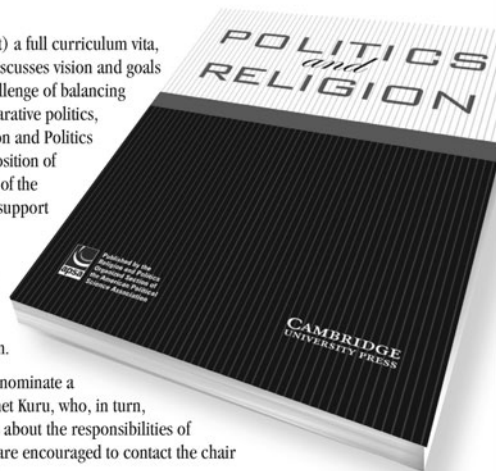 t) a full curriculum vita,
scusses vision and goals
llenge of balancing
arative politics,
on and Politics
osition of
of the
support
n.
nominate a
net Kuru, who, in turn,
about the responsibilities of
are encouraged to contact the chair
POLITICS
and
RELIGION
apsa
Published by the
Religion and Politics
Organized Section of
the American Political
Science Association
CAMBRIDGE
UNIVERSITY PRESS